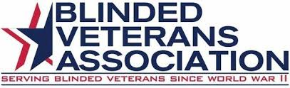 BLINDED
VETERANS
ASSOCIATION
SERVING BLINDED VETERANS SINCE WORLD WAR II